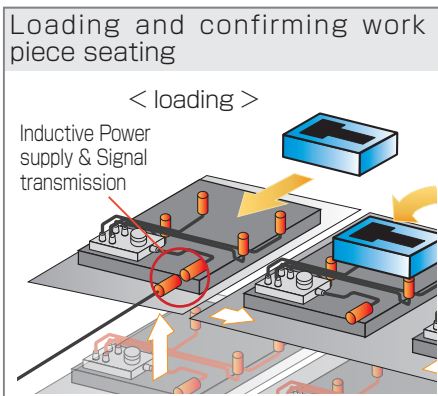 Loading and confirming work
piece seating
< loading >
Inductive Power
supply & Signal
transmission